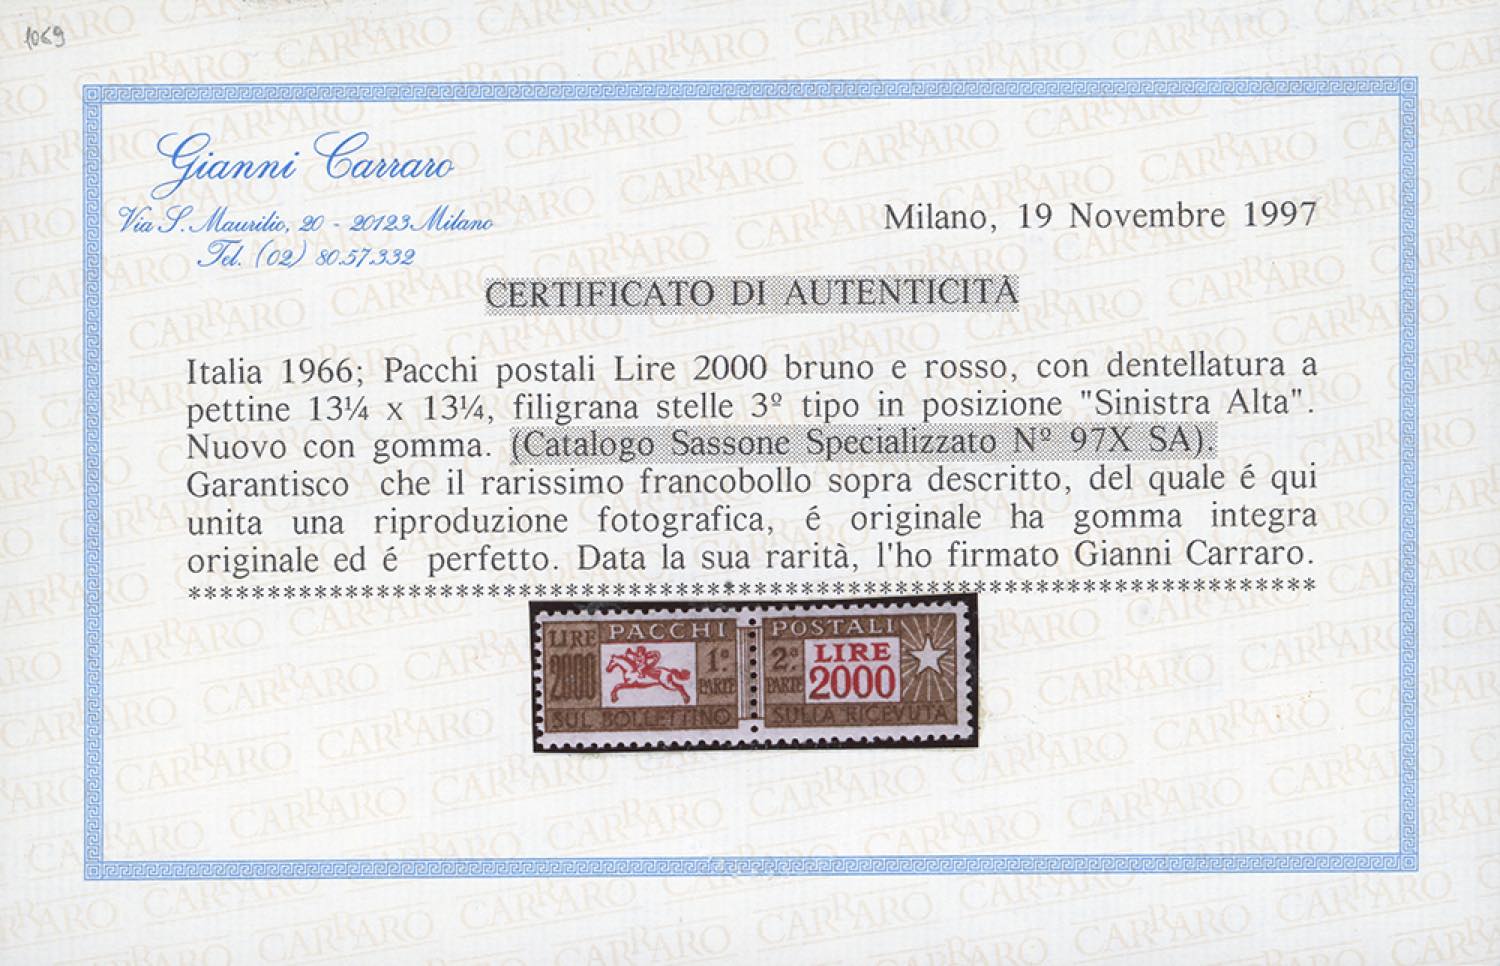 1069
Gianni Carraro
Via S. Maurilio, 20 - 20123 Milano
Tel. (02) 80.57.332
Milano, 19 Novembre 1997
CERTIFICATO DI AUTENTICITÀ
Italia 1966; Pacchi postali Lire 2000 bruno e rosso, con dentellatura a
pettine 13¼ x 13¼, filigrana stelle 3º tipo in posizione "Sinistra Alta".
Nuovo con gomma. (Catalogo Sassone Specializzato Nº 97X SA).
Garantisco che il rarissimo francobollo sopra descritto, del quale é qui
unita una riproduzione fotografica, é originale ha gomma integra
originale ed é perfetto. Data la sua rarità, l'ho firmato Gianni Carraro.
PACCHI POSTALI
LIRE 2000 1ª PARTE
2ª PARTE LIRE 2000
SUL BOLLETTINO SULLA RICEVUTA
CARRARO